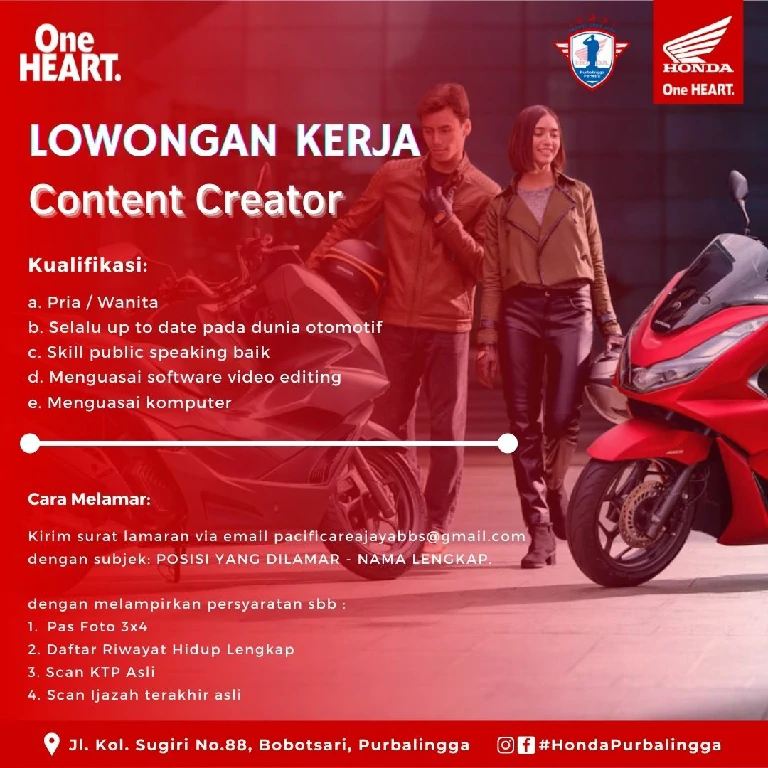 One
HEART.
Purbalingga
HONDA
One HEART.
LOWONGAN KERJA
Content Creator
Kualifikasi:
a. Pria / Wanita
b. Selalu up to date pada dunia otomotif
c. Skill public speaking baik
d. Menguasai software video editing
e. Menguasai komputer
Cara Melamar:
Kirim surat lamaran via email pacificareajayabbs@gmail.com
dengan subjek: POSISI YANG DILAMAR - NAMA LENGKAP.
dengan melampirkan persyaratan sbb :
1. Pas Foto 3x4
2. Daftar Riwayat Hidup Lengkap
3. Scan KTP Asli
4. Scan Ijazah terakhir asli
Jl. Kol. Sugiri No.88, Bobotsari, Purbalingga
#HondaPurbalingga